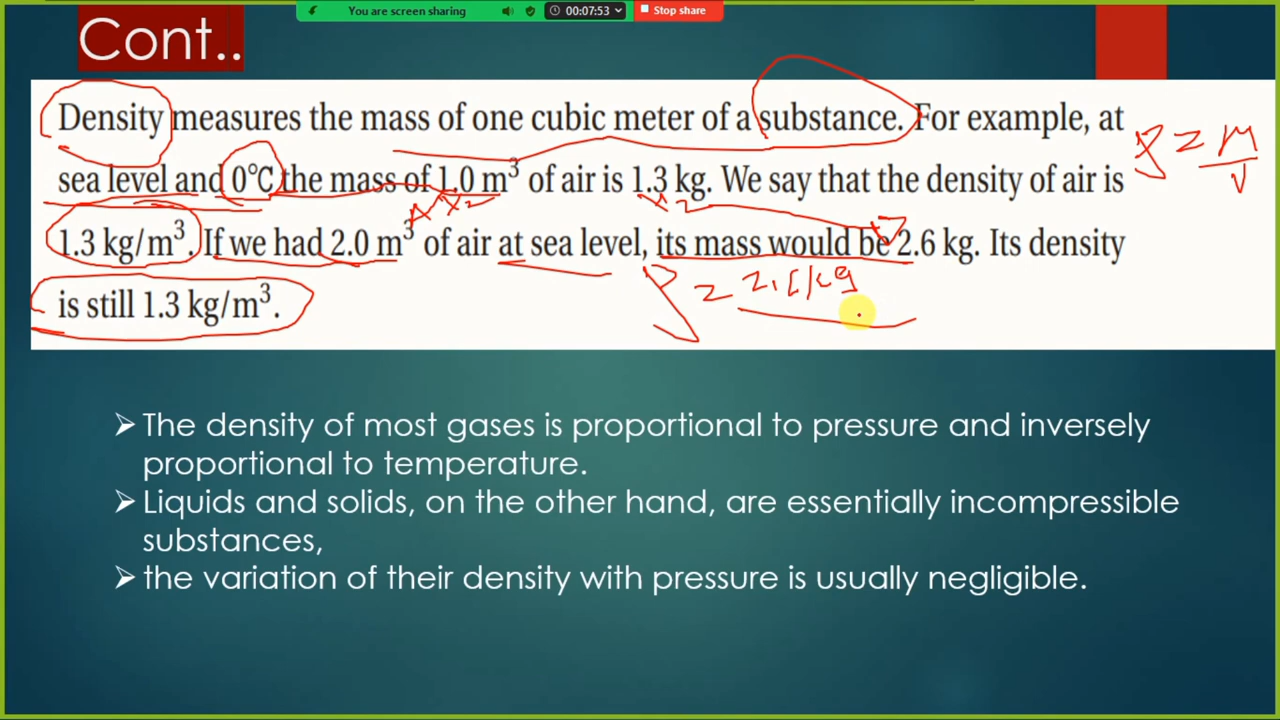 You are screen sharing 00:07:53 Stop share
Cont..
Density measures the mass of one cubic meter of a substance. For example, at
sea level and 0°C the mass of 1.0 m³ of air is 1.3 kg. We say that the density of air is
1.3 kg/m³. If we had 2.0 m³ of air at sea level, its mass would be 2.6 kg. Its density
is still 1.3 kg/m³.
ρ = M
V
×2
×2
ρ = 2.6 kg
➢ The density of most gases is proportional to pressure and inversely
proportional to temperature.
➢ Liquids and solids, on the other hand, are essentially incompressible
substances,
➢ the variation of their density with pressure is usually negligible.